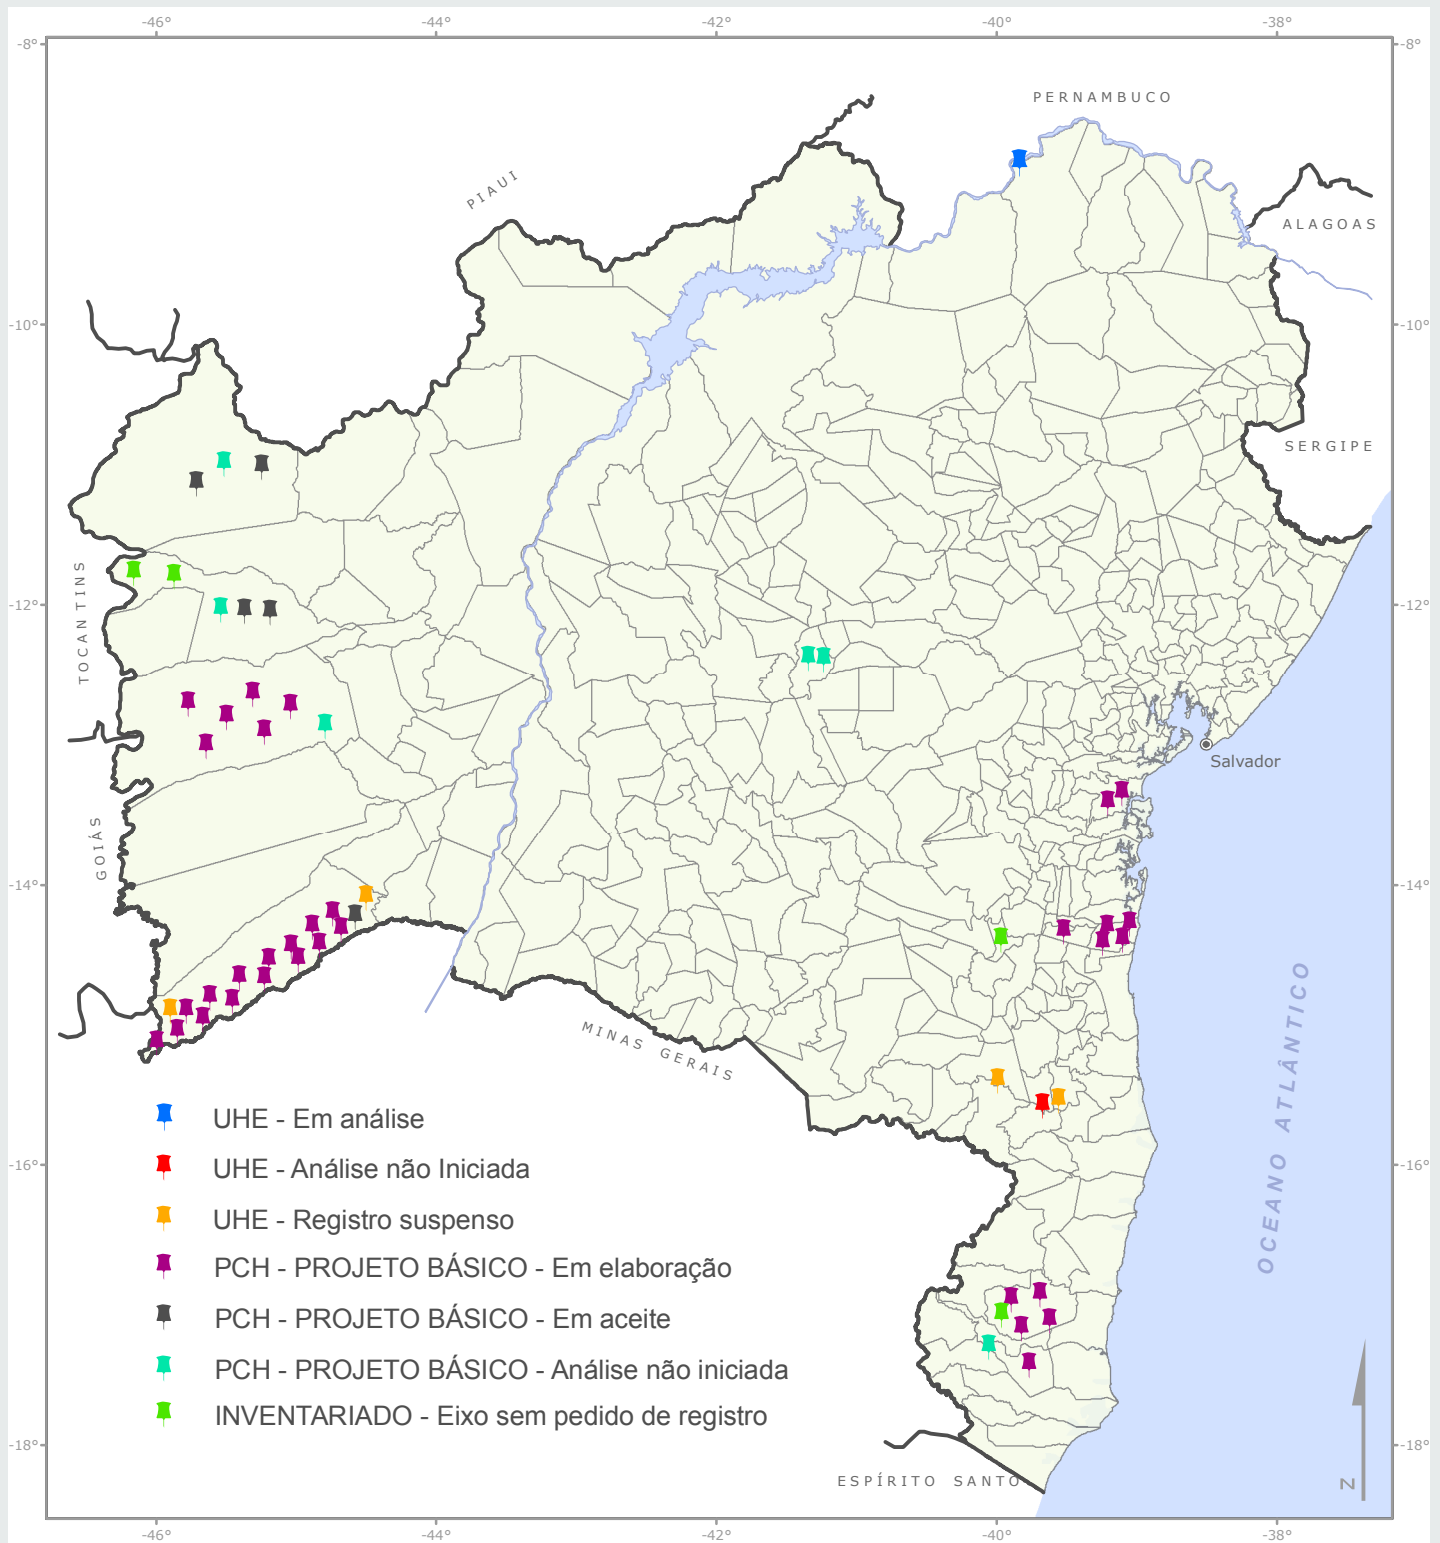 -46°
-44°
-42°
-40°
-38°
-8°
-8°
PERNAMBUCO
PIAUI
ALAGOAS
-10°
-10°
SERGIPE
TOCANTINS
-12°
-12°
Salvador
GOIÁS
-14°
-14°
MINAS GERAIS
OCEANO ATLÂNTICO
UHE - Em análise
UHE - Análise não Iniciada
-16°
-16°
UHE - Registro suspenso
PCH - PROJETO BÁSICO - Em elaboração
PCH - PROJETO BÁSICO - Em aceite
PCH - PROJETO BÁSICO - Análise não iniciada
INVENTARIADO - Eixo sem pedido de registro
-18°
-18°
ESPÍRITO SANTO
N
-46°
-44°
-42°
-40°
-38°